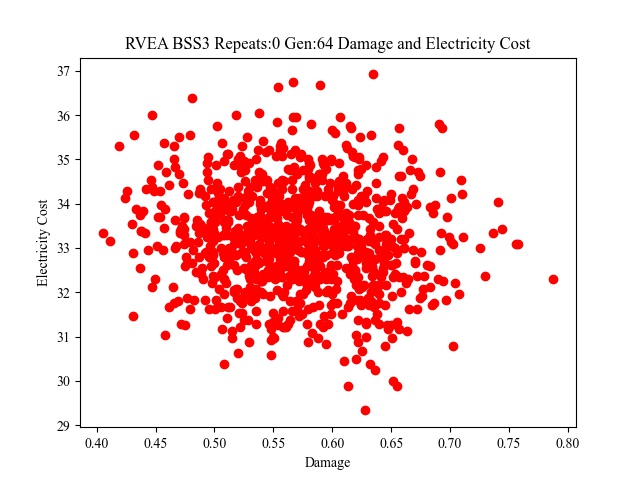 RVEA BSS3 Repeats:0 Gen:64 Damage and Electricity Cost
37
36
35
34
33
32
31
30
29
Electricity Cost
0.40 0.45 0.50 0.55 0.60 0.65 0.70 0.75 0.80
Damage